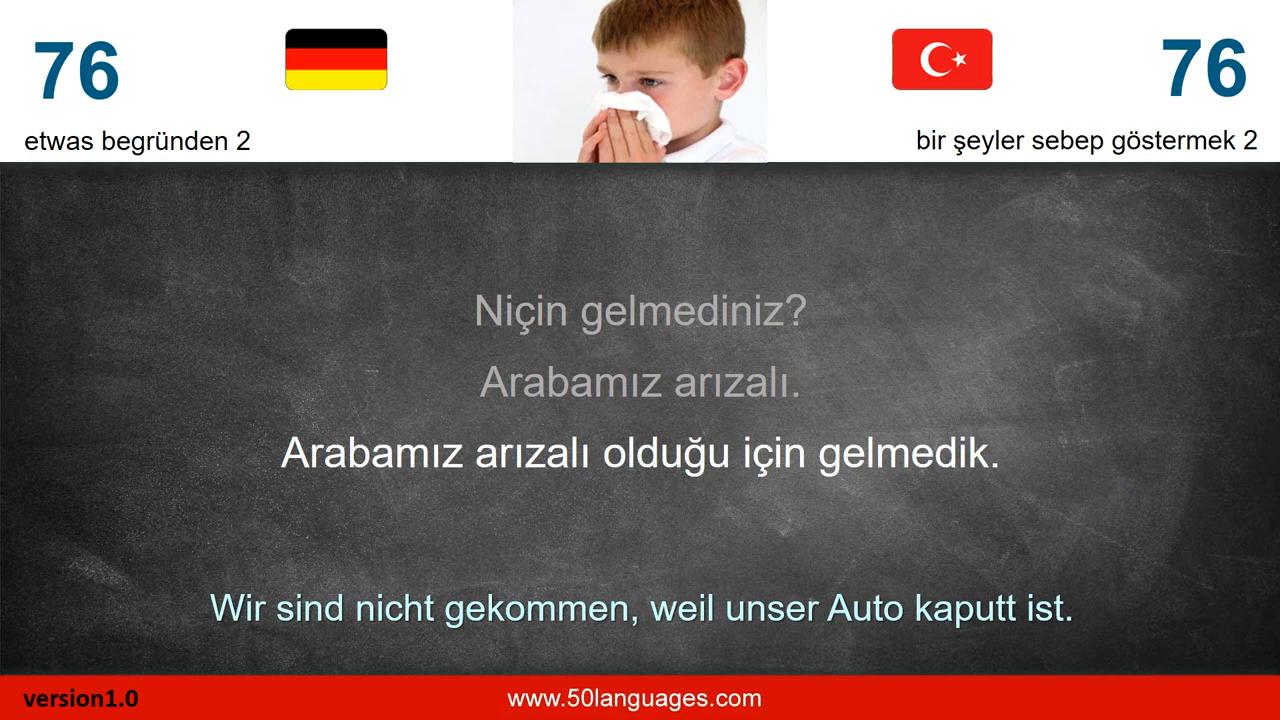 76
76
etwas begründen 2
bir şeyler sebep göstermek 2
Niçin gelmediniz?
Arabamız arızalı.
Arabamız arızalı olduğu için gelmedik.
Wir sind nicht gekommen, weil unser Auto kaputt ist.
version1.0
www.50languages.com